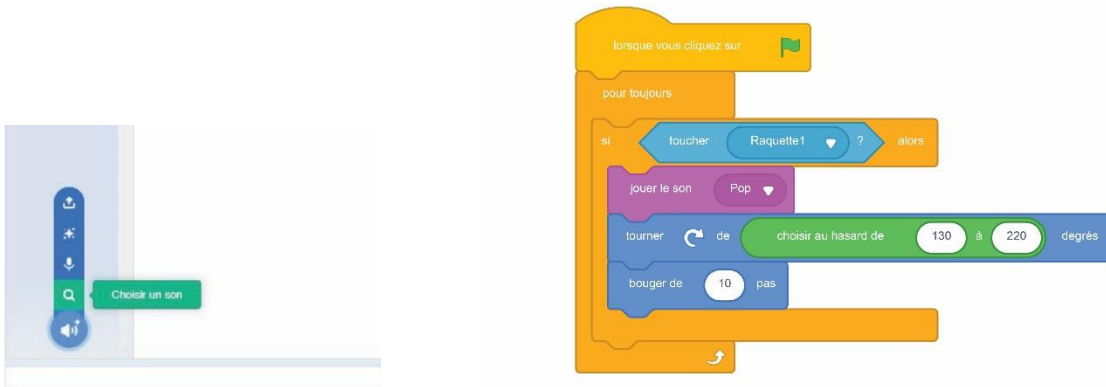 Choisir un son
lorsque vous cliquez sur
pour toujours
si toucher Raquette1 ? alors
jouer le son Pop
tourner de choisir au hasard de 130 à 220 degrés
bouger de 10 pas